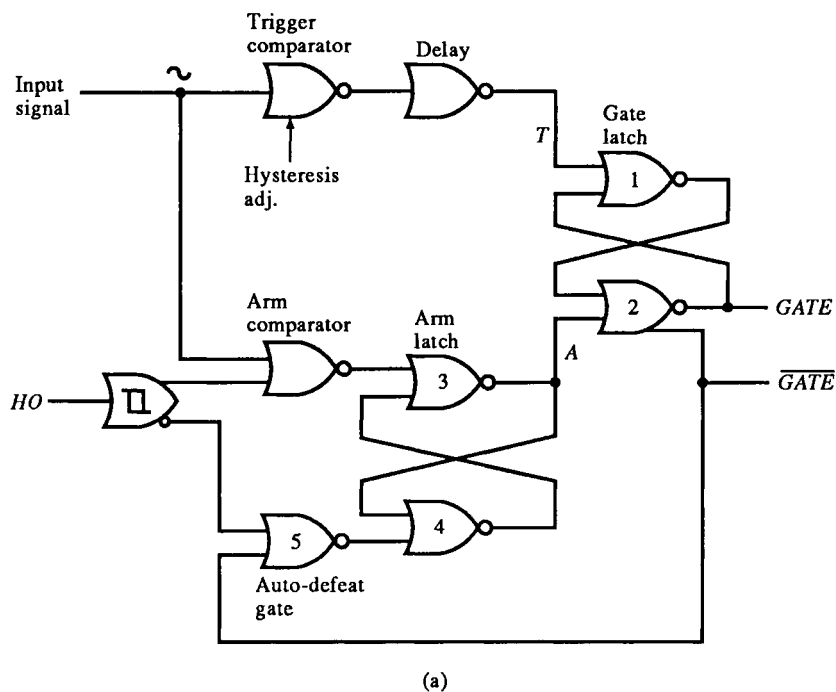 Trigger
comparator
Delay
Input
signal
Gate
latch
T
1
Hysteresis
adj.
Arm
comparator
Arm
latch
2
GATE
A
3
GATE
HO
5
4
Auto-defeat
gate
(a)